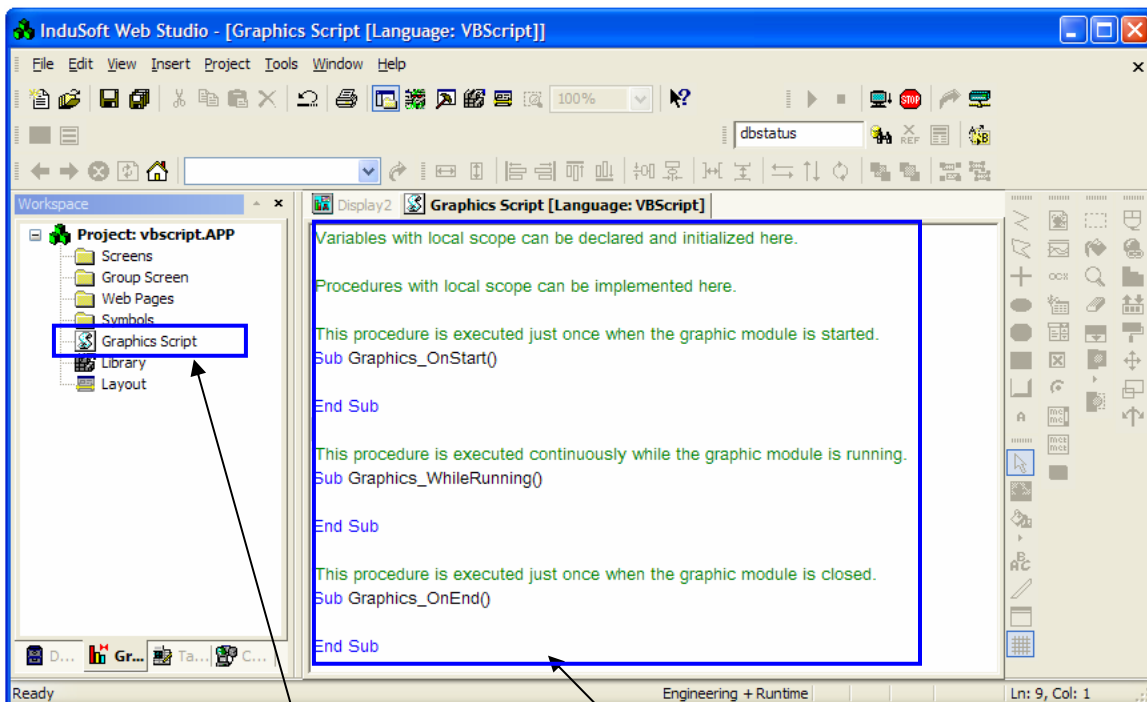 InduSoft Web Studio - [Graphics Script [Language: VBScript]]
File Edit View Insert Project Tools Window Help
100%
STOP
dbstatus
X REF
Workspace
Display2 Graphics Script [Language: VBScript]
Project: vbscript.APP
Screens
Group Screen
Web Pages
Symbols
Graphics Script
Library
Layout
Variables with local scope can be declared and initialized here.
Procedures with local scope can be implemented here.
This procedure is executed just once when the graphic module is started.
Sub Graphics_OnStart()
End Sub
This procedure is executed continuously while the graphic module is running.
Sub Graphics_WhileRunning()
End Sub
This procedure is executed just once when the graphic module is closed.
Sub Graphics_OnEnd()
End Sub
D... Gr... Ta... C...
Ready Engineering + Runtime Ln: 9, Col: 1